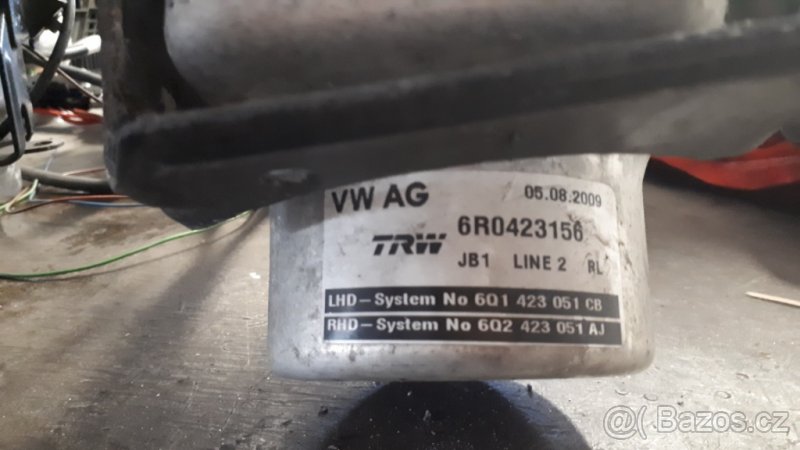 VW AG 05.08.2009
TRW 6R0423156
JB1 LINE 2 RL
LHD - System No 6Q1 423 051 CB
RHD - System No 6Q2 423 051 AJ
Bazos.cz